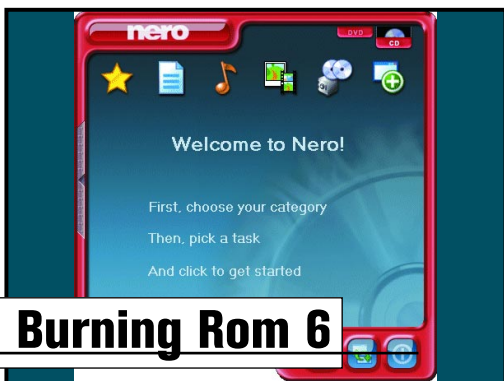 nero
DVD
CD
Welcome to Nero!
First, choose your category
Then, pick a task
And click to get started
Burning Rom 6